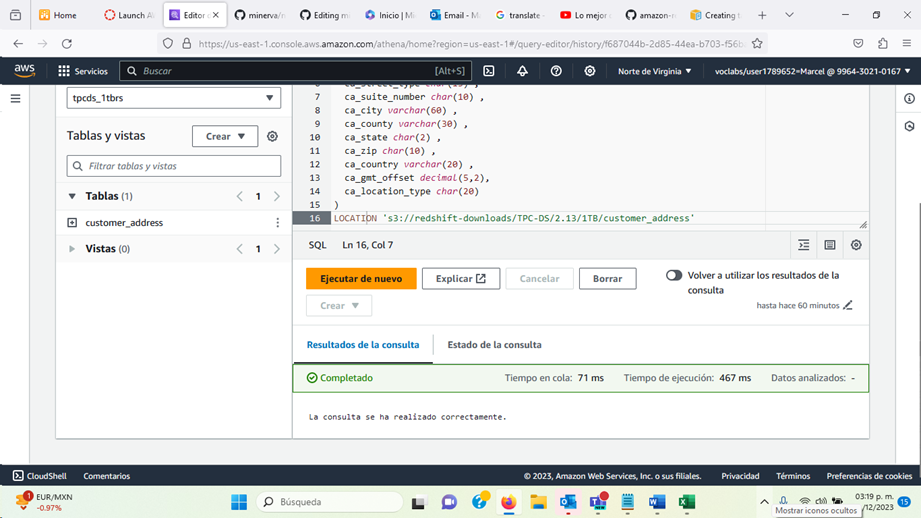 Home
Launch A
Editor
minerva/
Editing m
Inicio | Mi
Email - M
translate
Lo mejor
amazon-r
Creating t
https://us-east-1.console.aws.amazon.com/athena/home?region=us-east-1#/query-editor/history/f687044b-2d85-44ea-b703-f56b
aws
Servicios
Buscar
[Alt+S]
Norte de Virginia
voclabs/user1789652=Marcel @ 9964-3021-0167
tpcds_1tbrs
Tablas y vistas
Crear
Filtrar tablas y vistas
Tablas (1)
1
customer_address
Vistas (0)
1
7 ca_suite_number char(10) ,
8 ca_city varchar(60) ,
9 ca_county varchar(30) ,
10 ca_state char(2) ,
11 ca_zip char(10) ,
12 ca_country varchar(20) ,
13 ca_gmt_offset decimal(5,2),
14 ca_location_type char(20)
15 )
16 LOCATION 's3://redshift-downloads/TPC-DS/2.13/1TB/customer_address'
SQL Ln 16, Col 7
Ejecutar de nuevo
Explicar
Cancelar
Borrar
Volver a utilizar los resultados de la
consulta
hasta hace 60 minutos
Crear
Resultados de la consulta
Estado de la consulta
Completado
Tiempo en cola: 71 ms
Tiempo de ejecución: 467 ms
Datos analizados: -
La consulta se ha realizado correctamente.
CloudShell
Comentarios
© 2023, Amazon Web Services, Inc. o sus filiales.
Privacidad
Términos
Preferencias de cookies
1
EUR/MXN
-0.97%
Búsqueda
03:19 p. m.
/12/2023
15
Mostrar iconos ocultos